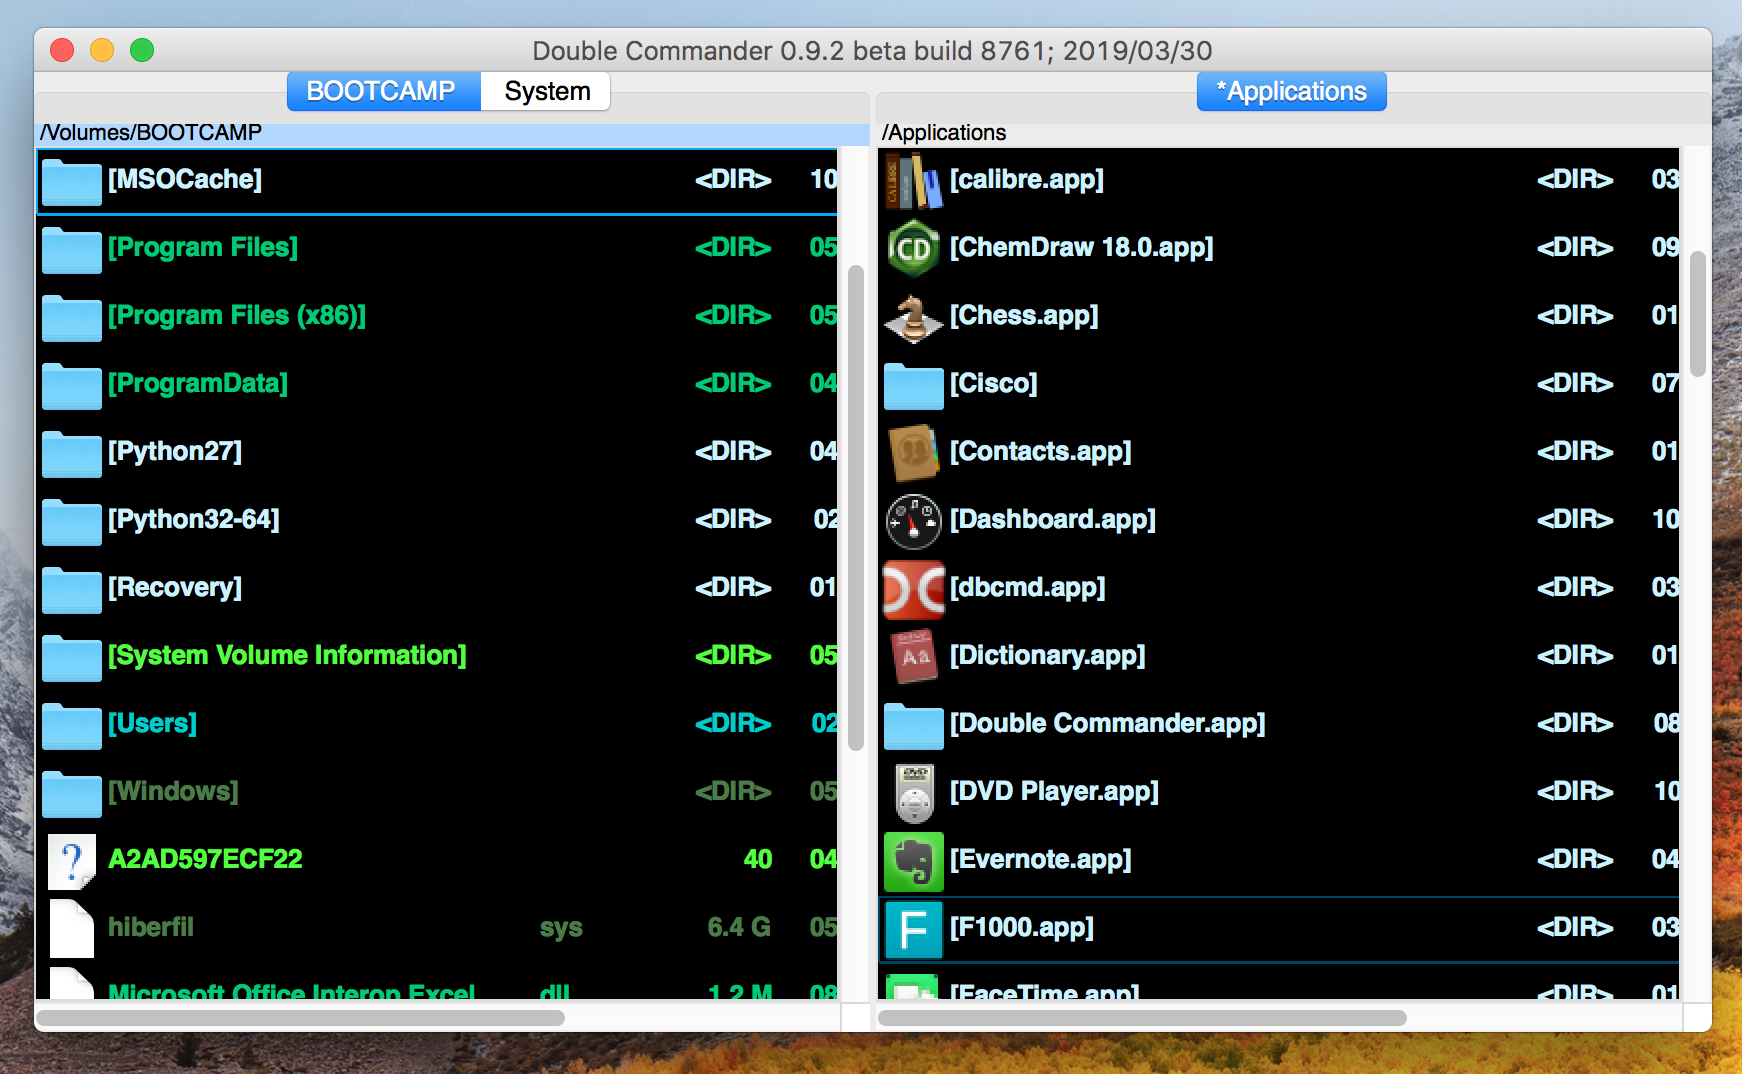 Double Commander 0.9.2 beta build 8761; 2019/03/30
BOOTCAMP System
/Volumes/BOOTCAMP
[MSOCache] <DIR> 10
[Program Files] <DIR> 05
[Program Files (x86)] <DIR> 05
[ProgramData] <DIR> 04
[Python27] <DIR> 04
[Python32-64] <DIR> 02
[Recovery] <DIR> 01
[System Volume Information] <DIR> 05
[Users] <DIR> 02
[Windows] <DIR> 05
A2AD597ECF22 40 04
hiberfil sys 6.4 G 05
Microsoft Office Interop Excel dll 1.2 M 08
*Applications
/Applications
[calibre.app] <DIR> 03
[ChemDraw 18.0.app] <DIR> 09
[Chess.app] <DIR> 01
[Cisco] <DIR> 07
[Contacts.app] <DIR> 01
[Dashboard.app] <DIR> 10
[dbcmd.app] <DIR> 03
[Dictionary.app] <DIR> 01
[Double Commander.app] <DIR> 08
[DVD Player.app] <DIR> 10
[Evernote.app] <DIR> 04
[F1000.app] <DIR> 03
[FaceTime.app] <DIR> 01
CALIBRE
CD
Aa
DVD
F